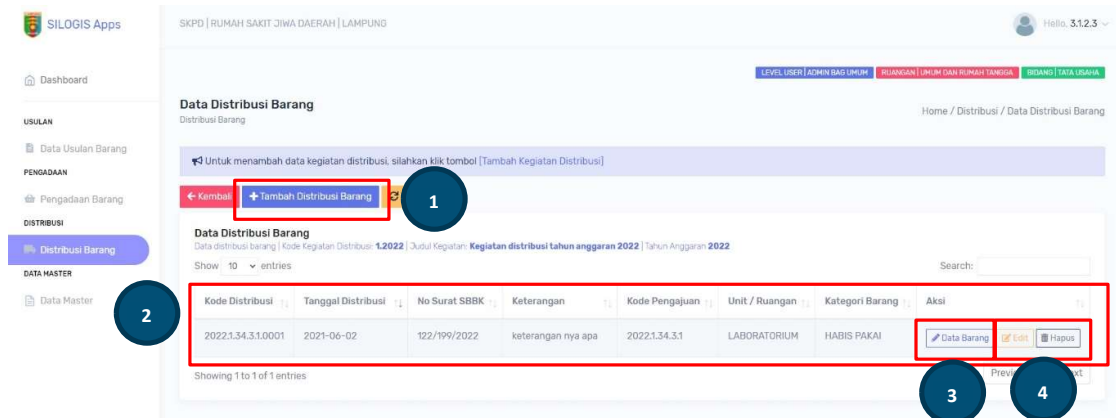 SILOGIS Apps
SKPD | RUMAH SAKIT JIWA DAERAH | LAMPUNG
Hello, 3.1.2.3
Dashboard
LEVEL USER | ADMIN BAG UMUM
RUANGAN | UMUM DAN RUMAH TANGGA
BIDANG | TATA USAHA
Data Distribusi Barang
Distribusi Barang
Home / Distribusi / Data Distribusi Barang
USULAN
Data Usulan Barang
PENGADAAN
Pengadaan Barang
DISTRIBUSI
Distribusi Barang
DATA MASTER
Data Master
Untuk menambah data kegiatan distribusi, silahkan klik tombol [Tambah Kegiatan Distribusi]
Kembali
Tambah Distribusi Barang
1
Data Distribusi Barang
Data distribusi barang | Kode Kegiatan Distribusi: 1.2022 | Judul Kegiatan: Kegiatan distribusi tahun anggaran 2022 | Tahun Anggaran 2022
Show 10 entries
Search:
2
Kode Distribusi Tanggal Distribusi No Surat SBBK Keterangan Kode Pengajuan Unit / Ruangan Kategori Barang Aksi
2022.1.34.3.1.0001 2021-06-02 122/199/2022 keterangan nya apa 2022.1.34.3.1 LABORATORIUM HABIS PAKAI Data Barang Edit Hapus
Showing 1 to 1 of 1 entries
3
4